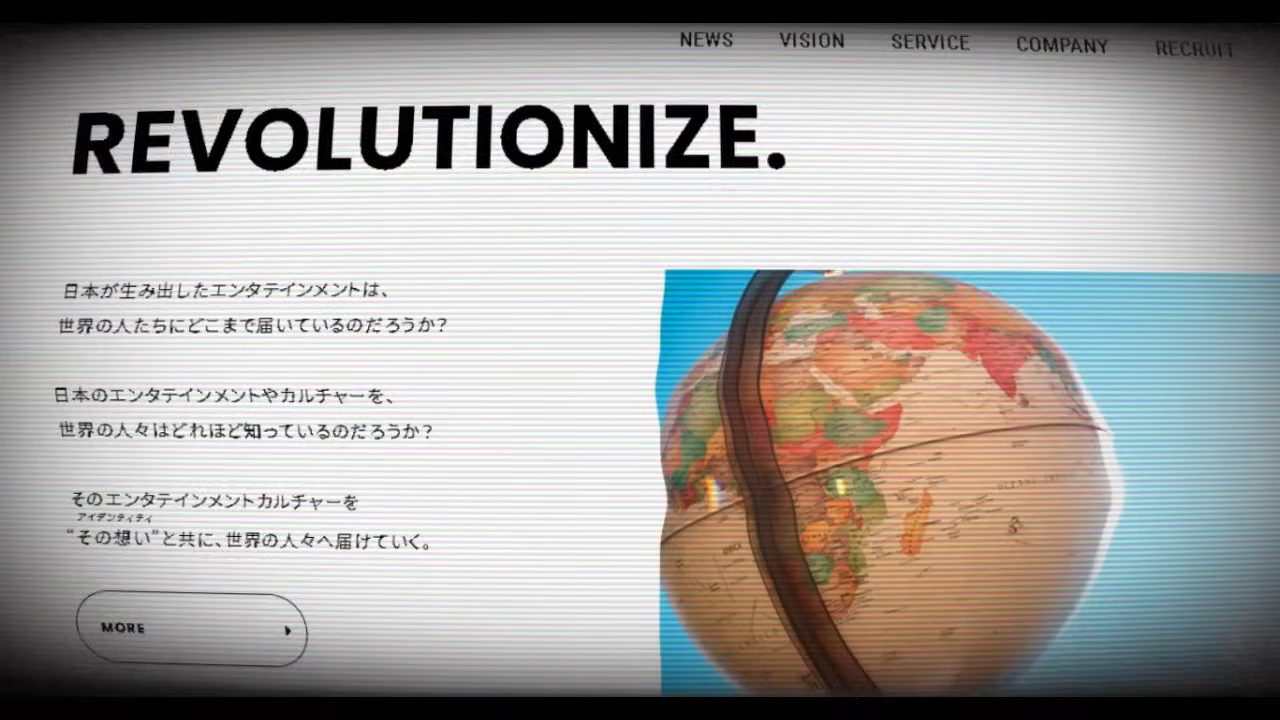 NEWS VISION SERVICE COMPANY RECRUIT
REVOLUTIONIZE.
日本が生み出したエンタテインメントは、
世界の人たちにどこまで届いているのだろうか?
日本のエンタテインメントやカルチャーを、
世界の人々はどれほど知っているのだろうか?
そのエンタテインメントカルチャーを
アイデンティティ
“その想い”と共に、世界の人々へ届けていく。
MORE